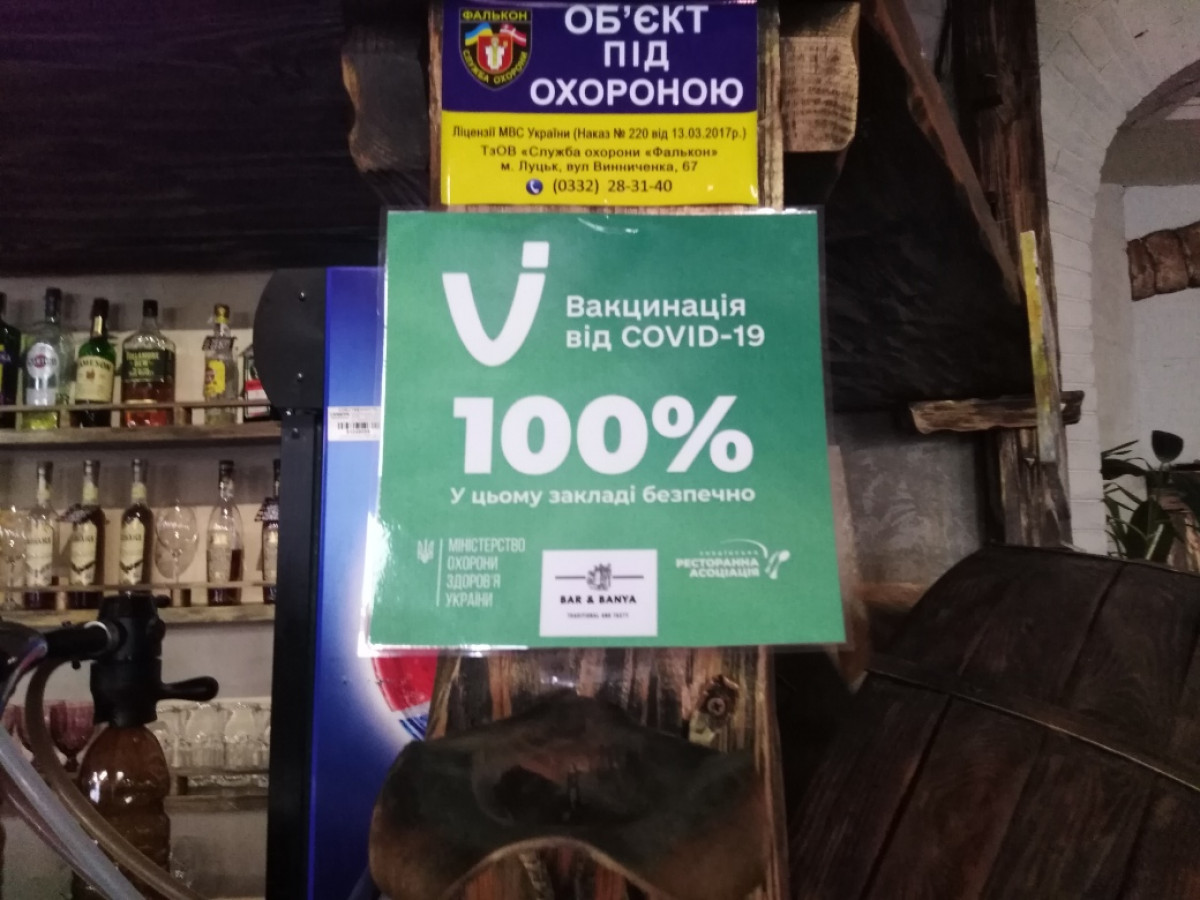 ФАЛЬКОН
СЛУЖБА ОХОРОНИ
ОБ'ЄКТ
ПІД
ОХОРОНОЮ
Ліцензії МВС України (Наказ № 220 від 13.03.2017р.)
ТзОВ «Служба охорони «Фалькон»
м. Луцьк, вул Винниченка, 67
(0332) 28-31-40
Вакцинація
від COVID-19
100%
У цьому закладі безпечно
МІНІСТЕРСТВО
ОХОРОНИ
ЗДОРОВ'Я
УКРАЇНИ
BAR & BANYA
РЕСТОРАННА
АСОЦІАЦІЯ